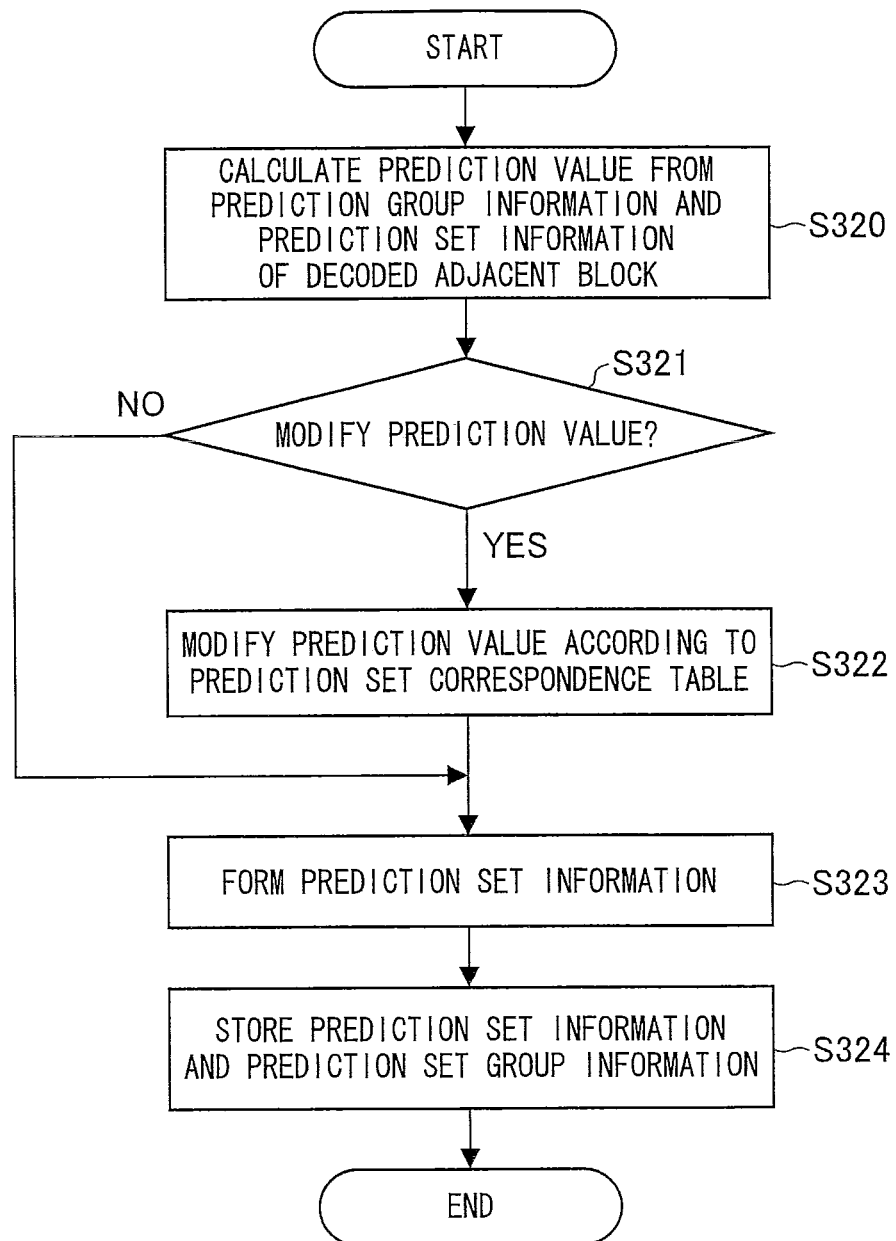 START
CALCULATE PREDICTION VALUE FROM
PREDICTION GROUP INFORMATION AND
PREDICTION SET INFORMATION
OF DECODED ADJACENT BLOCK
S320
S321
NO
MODIFY PREDICTION VALUE?
YES
MODIFY PREDICTION VALUE ACCORDING TO
PREDICTION SET CORRESPONDENCE TABLE
S322
FORM PREDICTION SET INFORMATION
S323
STORE PREDICTION SET INFORMATION
AND PREDICTION SET GROUP INFORMATION
S324
END